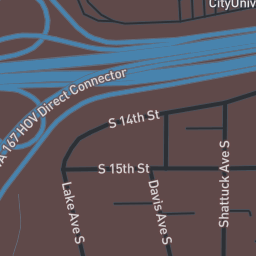 CityUniv
A 167 HOV Direct Connector
S 14th St
S 15th St
Lake Ave S
Davis Ave S
Shattuck Ave S